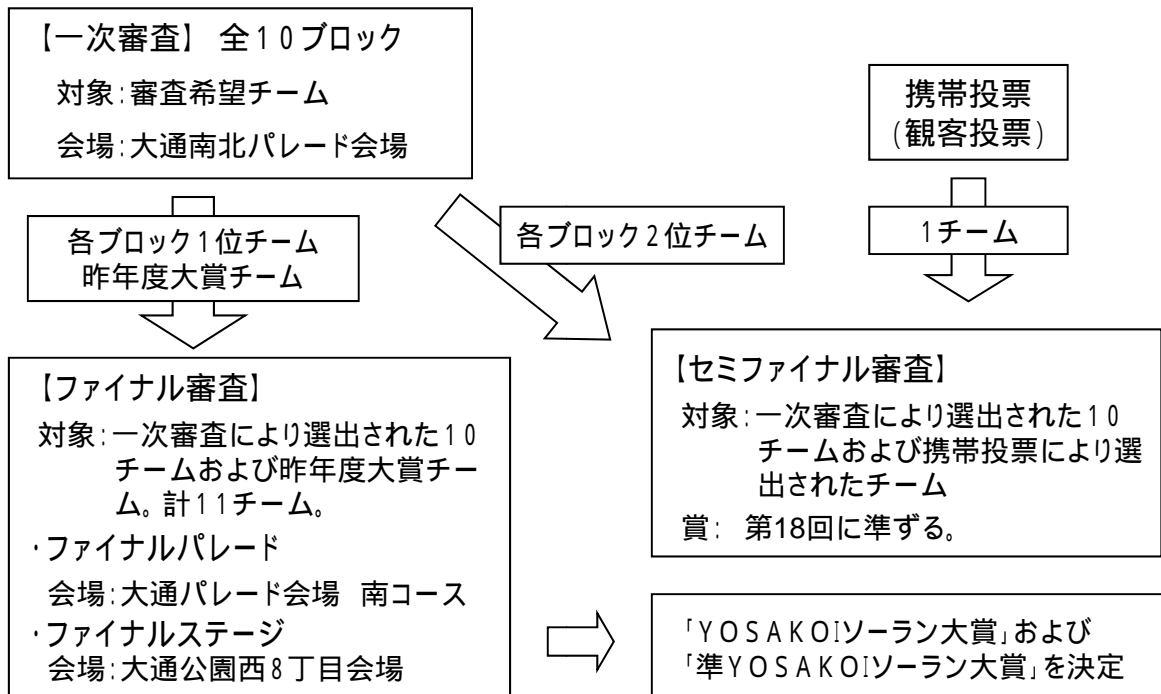 【一次審査】 全10ブロック
対象:審査希望チーム
会場:大通南北パレード会場
携帯投票
(観客投票)
各ブロック1位チーム
昨年度大賞チーム
各ブロック2位チーム
1チーム
【ファイナル審査】
対象:一次審査により選出された10
チームおよび昨年度大賞チー
ム。計11チーム。
・ファイナルパレード
会場:大通パレード会場 南コース
・ファイナルステージ
会場:大通公園西8丁目会場
【セミファイナル審査】
対象:一次審査により選出された10
チームおよび携帯投票により選
出されたチーム
賞: 第18回に準ずる。
「YOSAKOIソーラン大賞」および
「準YOSAKOIソーラン大賞」を決定